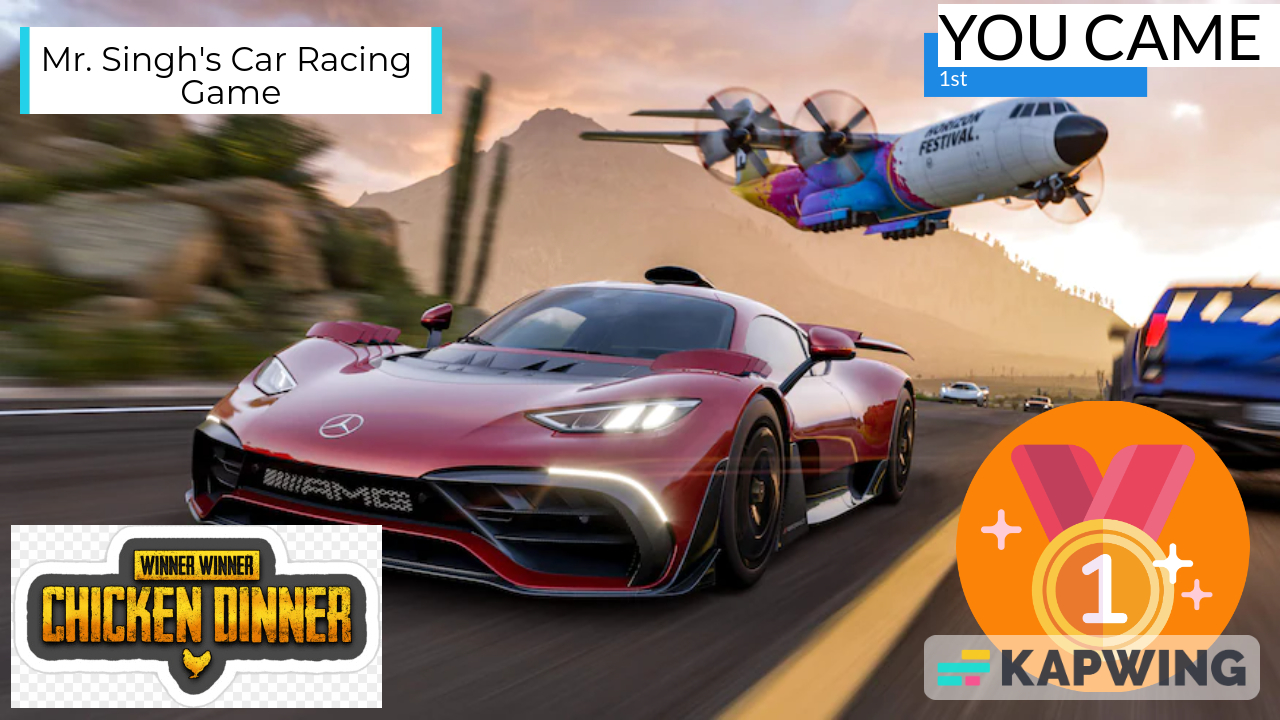 Mr. Singh's Car Racing
Game
YOU CAME
1st
HORIZON
FESTIVAL.
AMG
WINNER WINNER
CHICKEN DINNER
1
KAPWING